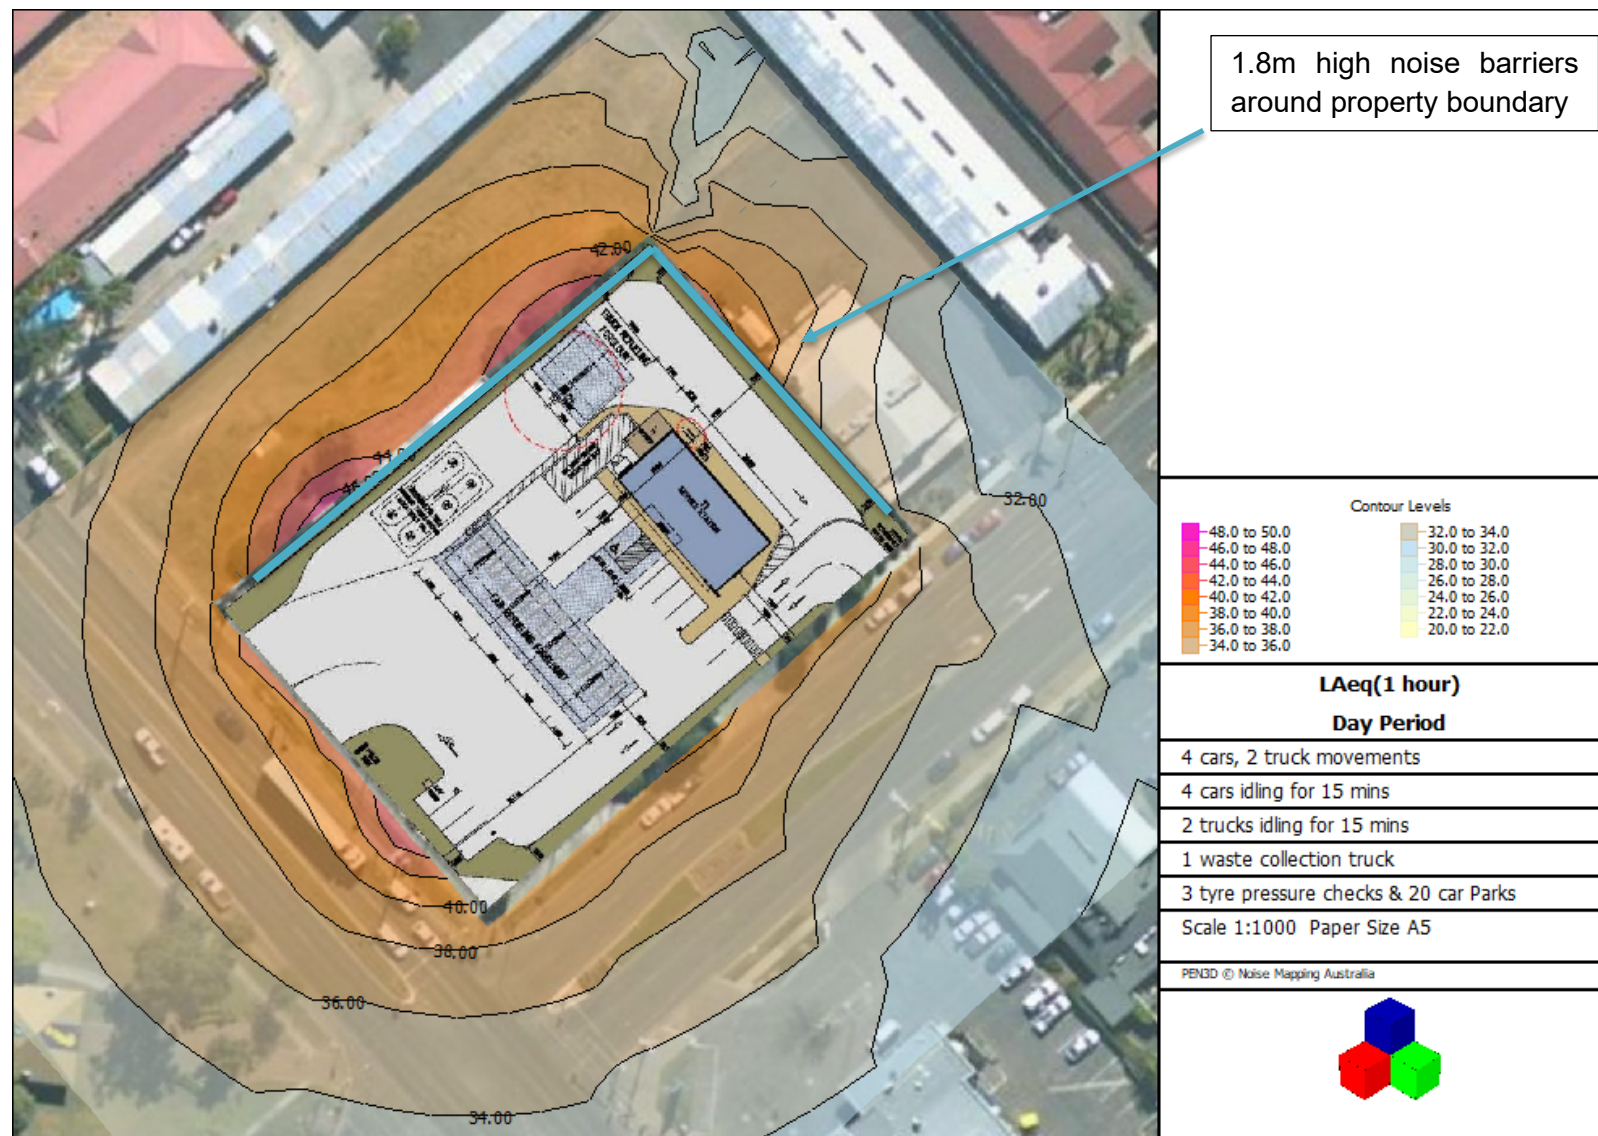 1.8m high noise barriers
around property boundary
42.00
44.00
32.00
40.00
38.00
36.00
34.00
Contour Levels
48.0 to 50.0
46.0 to 48.0
44.0 to 46.0
42.0 to 44.0
40.0 to 42.0
38.0 to 40.0
36.0 to 38.0
34.0 to 36.0
32.0 to 34.0
30.0 to 32.0
28.0 to 30.0
26.0 to 28.0
24.0 to 26.0
22.0 to 24.0
20.0 to 22.0
LAeq(1 hour)
Day Period
4 cars, 2 truck movements
4 cars idling for 15 mins
2 trucks idling for 15 mins
1 waste collection truck
3 tyre pressure checks & 20 car Parks
Scale 1:1000 Paper Size A5
PEN3D © Noise Mapping Australia